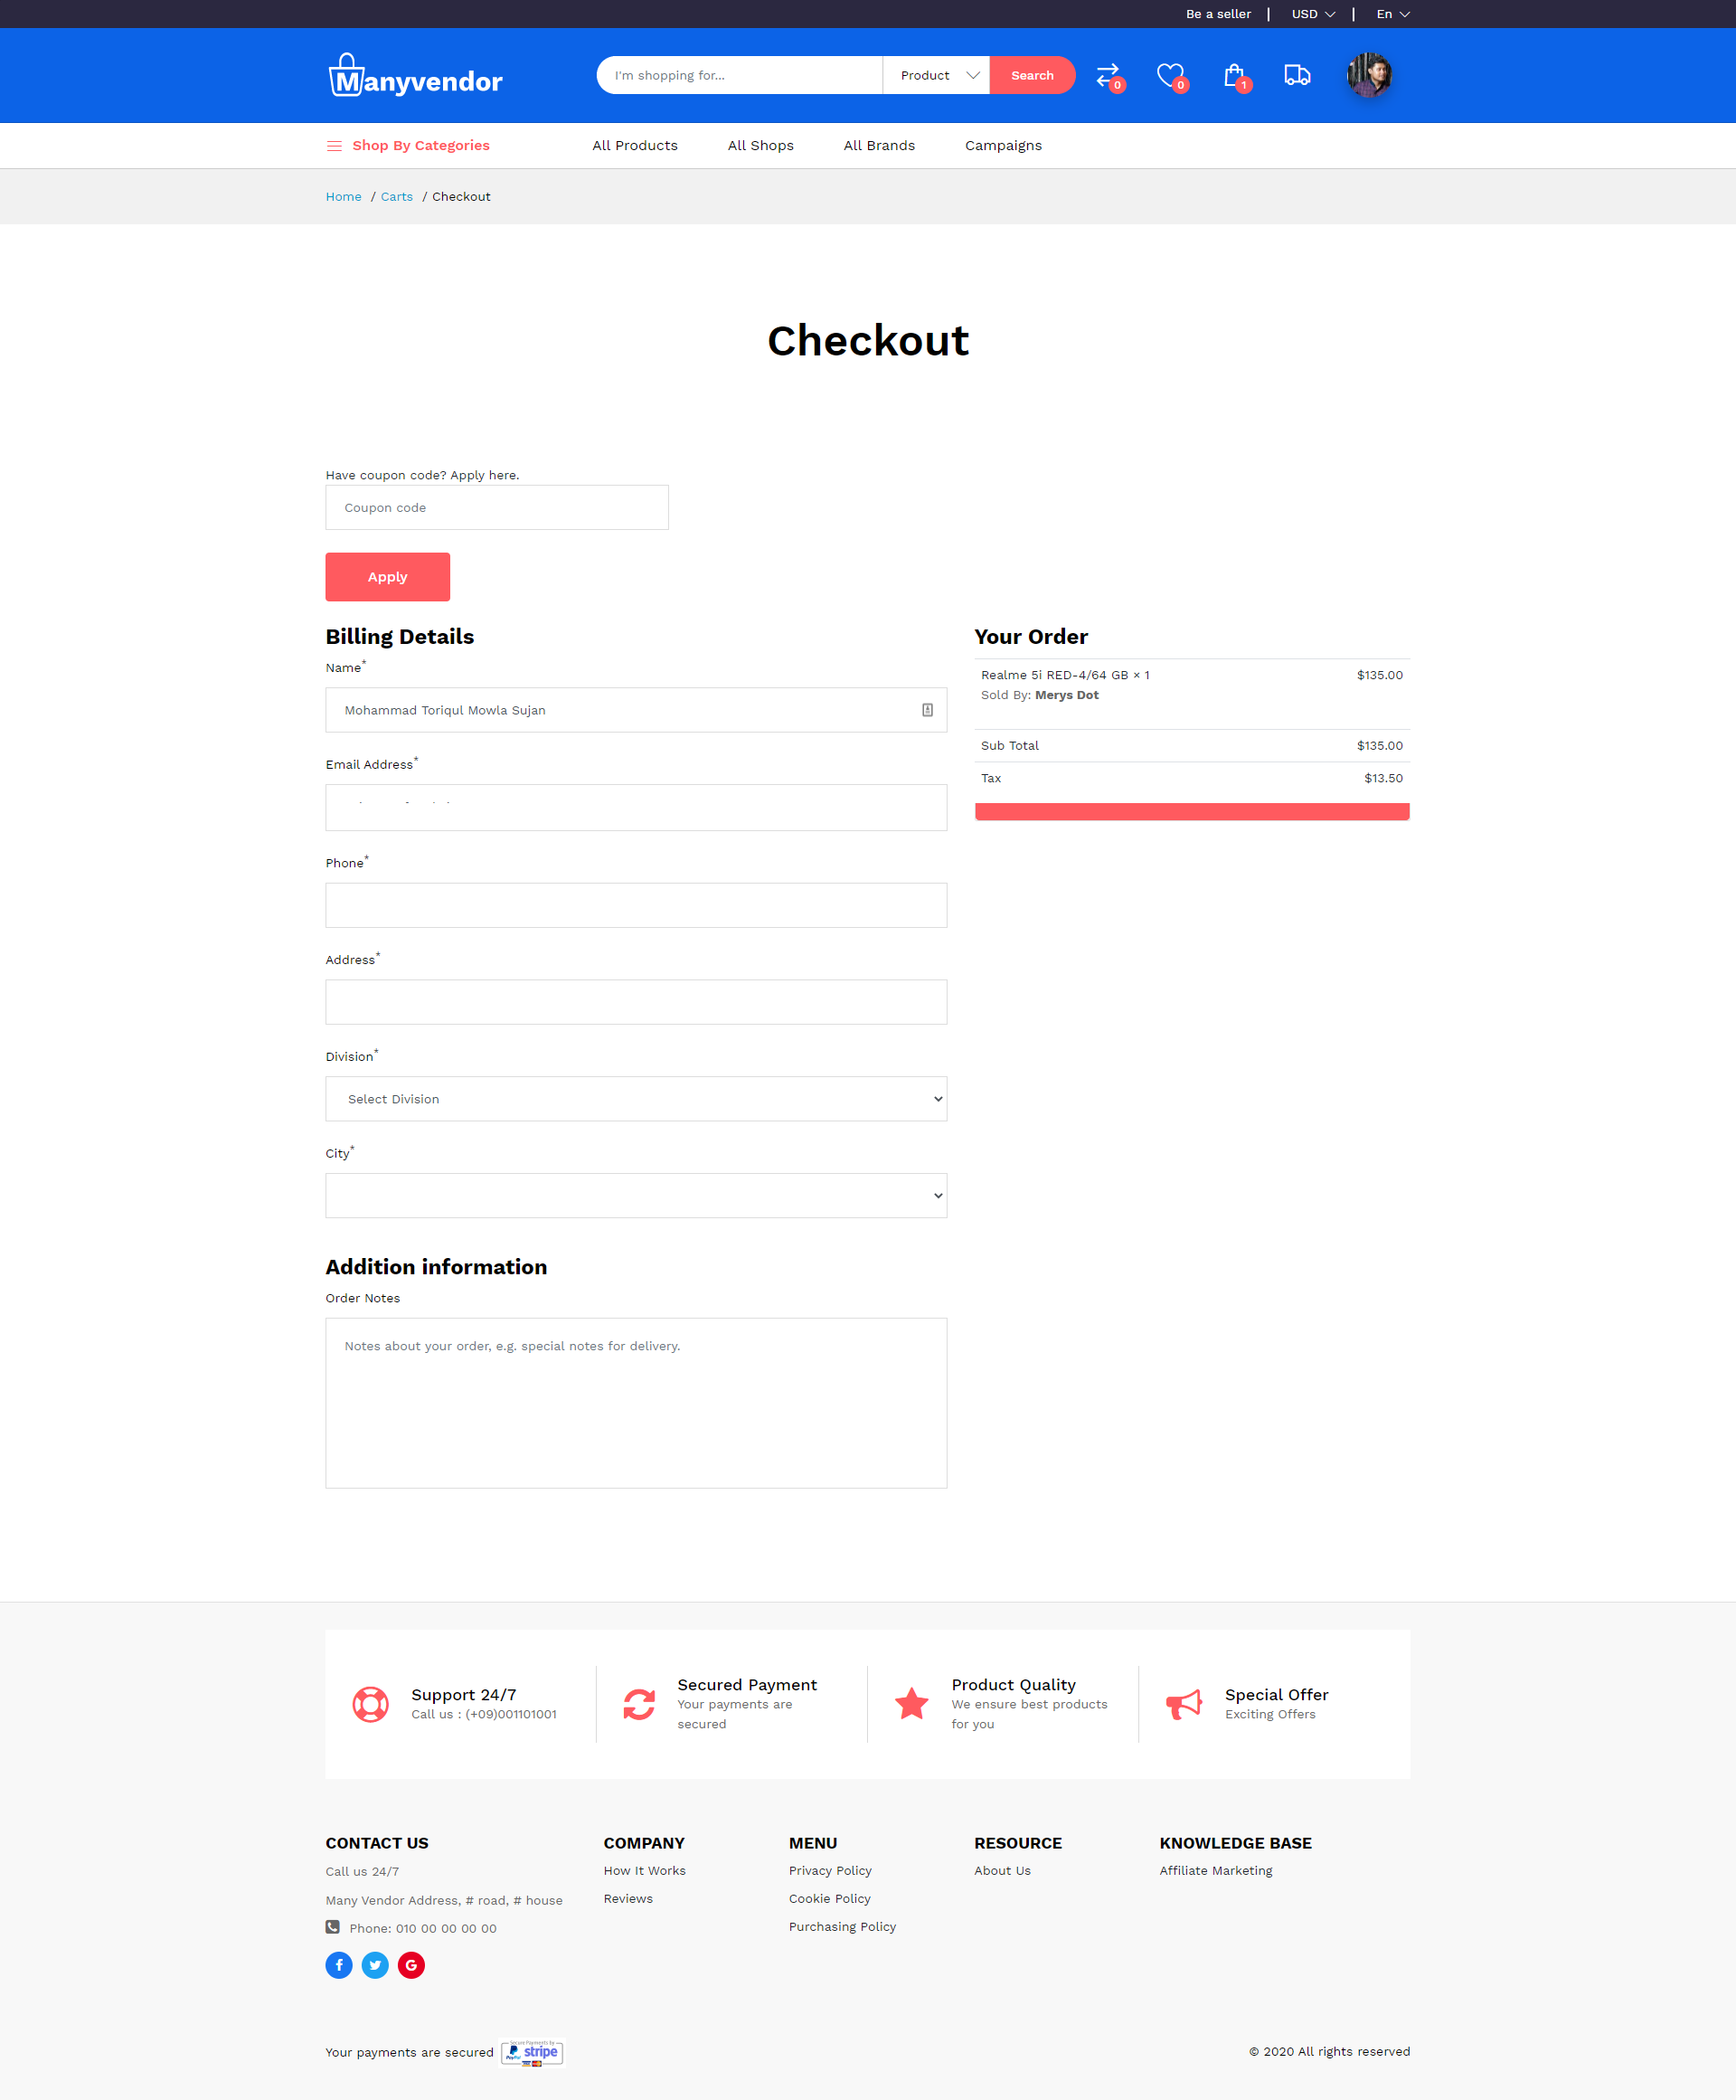 Be a seller | USD | En
Manyvendor
I'm shopping for... Product Search 0 0 1
Shop By Categories All Products All Shops All Brands Campaigns
Home / Carts / Checkout
Checkout
Have coupon code? Apply here.
Coupon code
Apply
Billing Details
Name*
Mohammad Toriqul Mowla Sujan
Email Address*
Phone*
Address*
Division*
Select Division
City*
Addition information
Order Notes
Notes about your order, e.g. special notes for delivery.
Your Order
Realme 5i RED-4/64 GB × 1 $135.00
Sold By: Merys Dot
Sub Total $135.00
Tax $13.50
Support 24/7
Call us : (+09)001101001
Secured Payment
Your payments are
secured
Product Quality
We ensure best products
for you
Special Offer
Exciting Offers
CONTACT US
Call us 24/7
Many Vendor Address, # road, # house
Phone: 010 00 00 00 00
COMPANY
How It Works
Reviews
MENU
Privacy Policy
Cookie Policy
Purchasing Policy
RESOURCE
About Us
KNOWLEDGE BASE
Affiliate Marketing
Your payments are secured
Secure Payments by
PayPal stripe
© 2020 All rights reserved